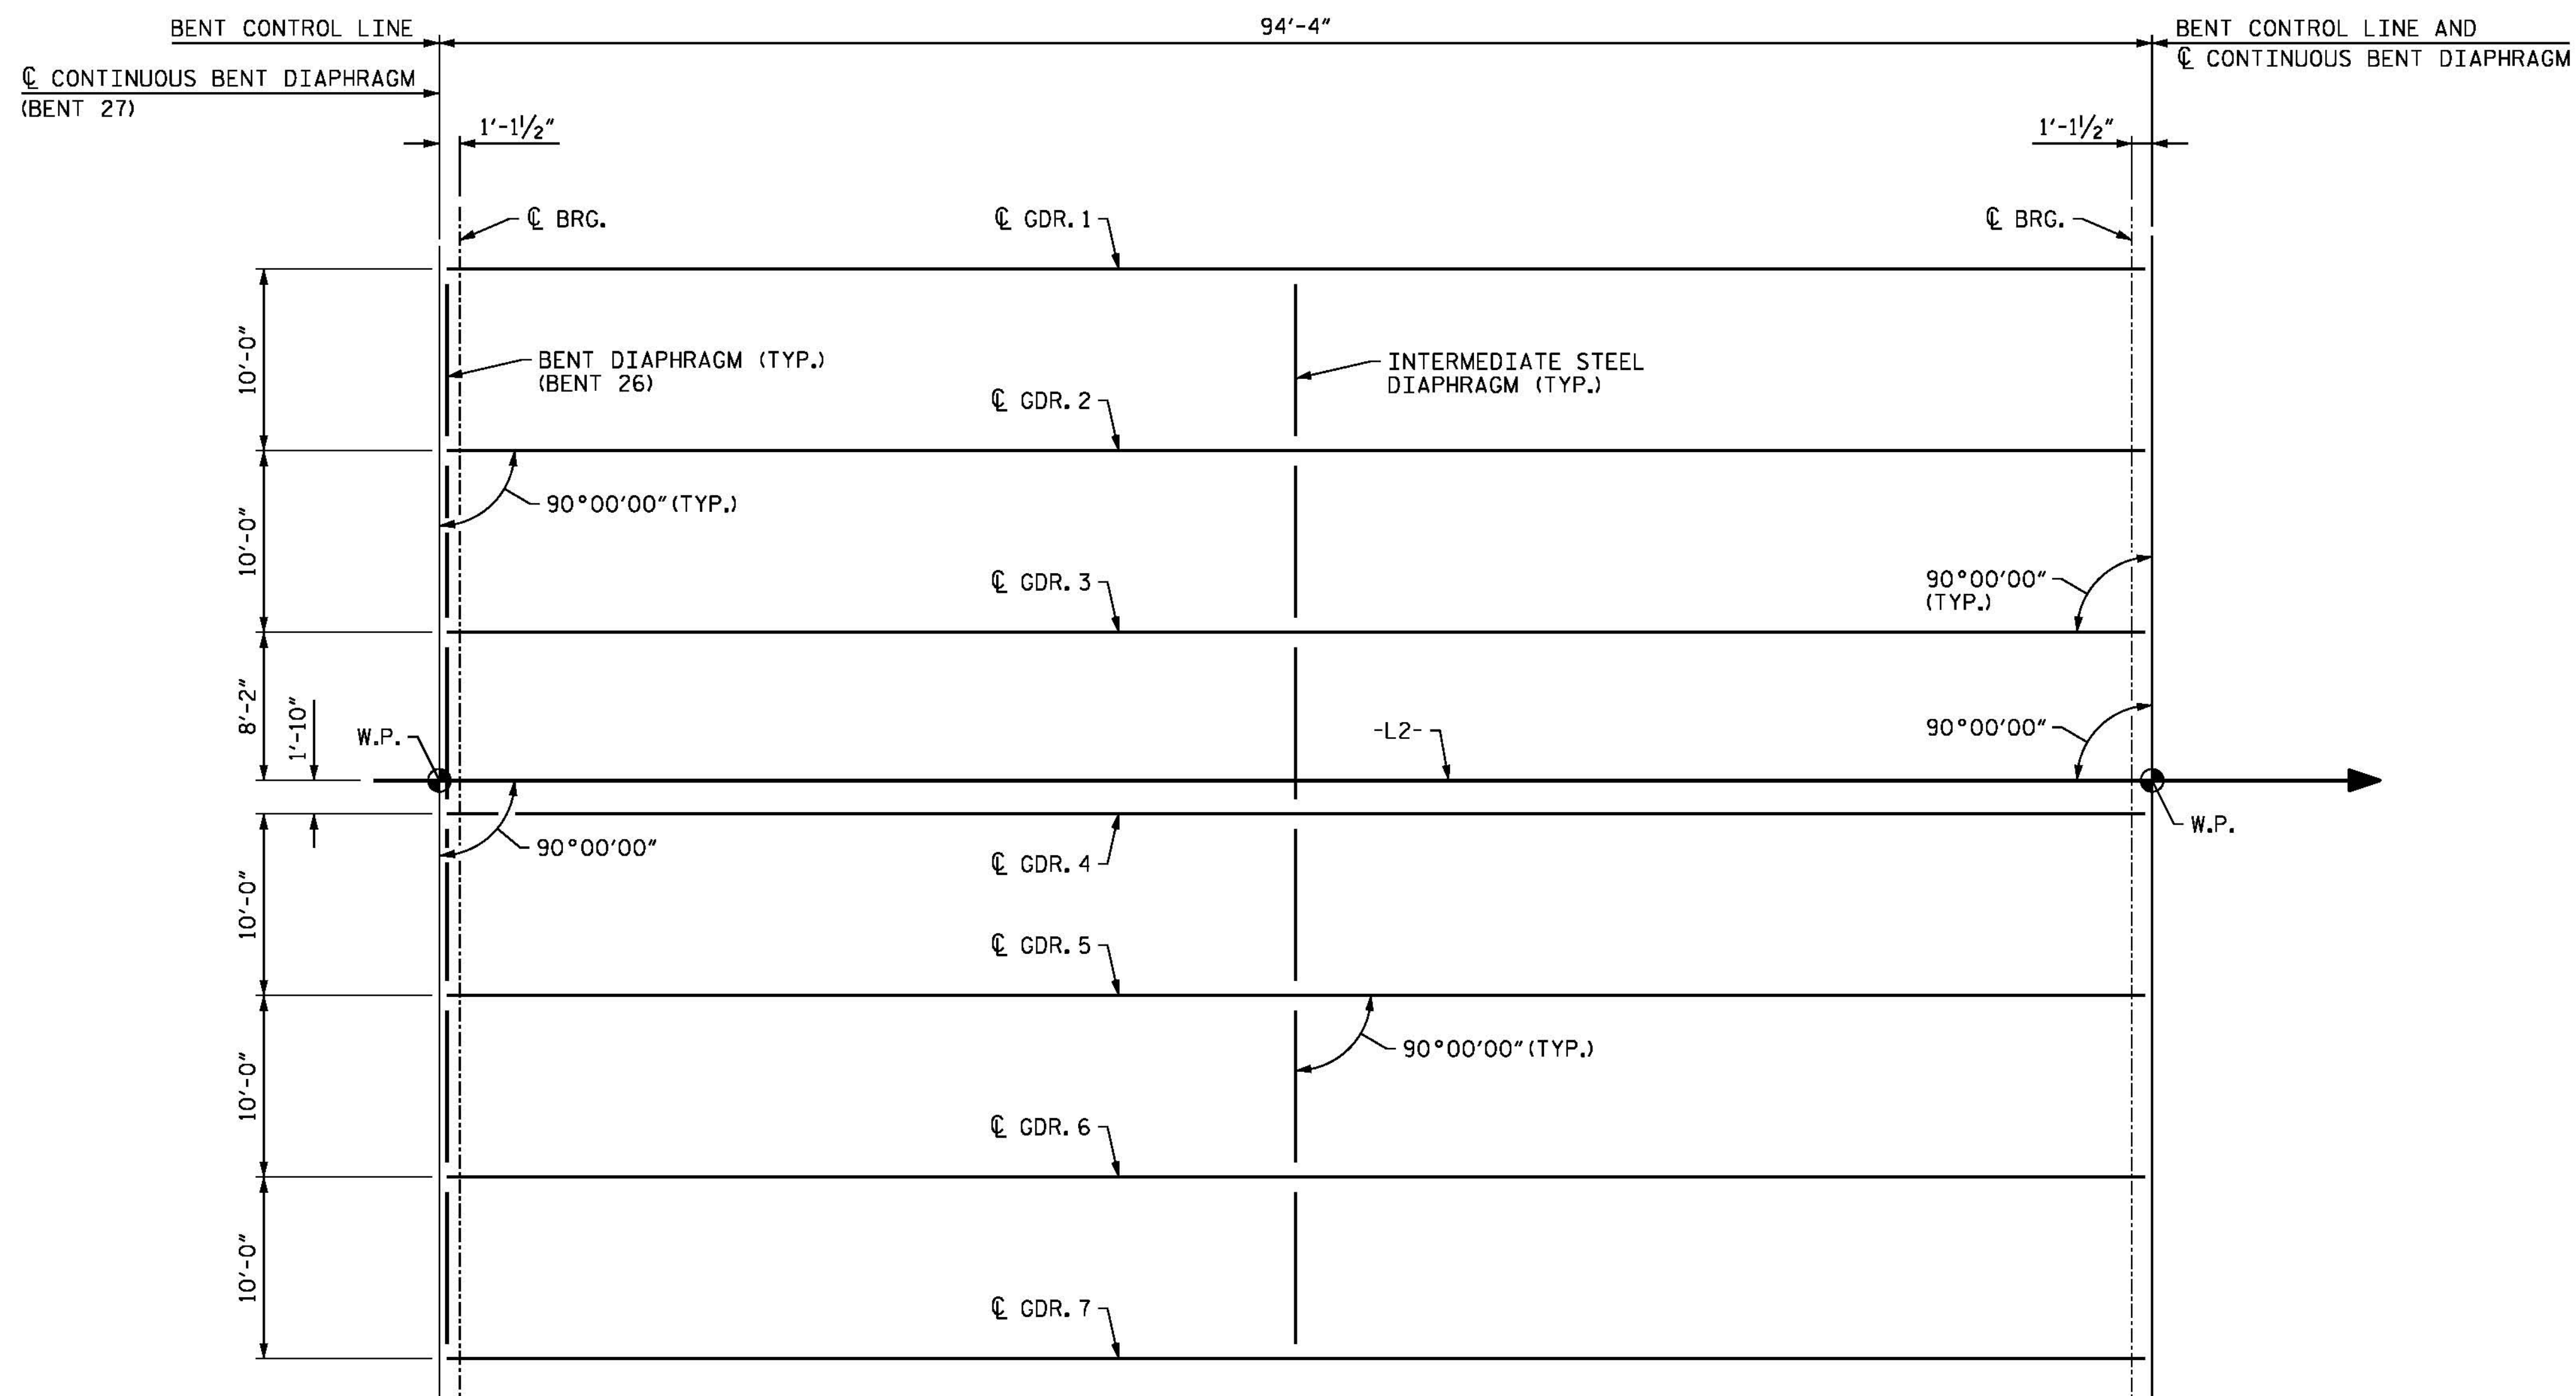 BENT CONTROL LINE
94′-4″
BENT CONTROL LINE AND
℄ CONTINUOUS BENT DIAPHRAGM
℄ CONTINUOUS BENT DIAPHRAGM
(BENT 27)
1′-1½″
1′-1½″
℄ BRG.
℄ GDR. 1
℄ BRG.
10′-0″
BENT DIAPHRAGM (TYP.)
(BENT 26)
INTERMEDIATE STEEL
DIAPHRAGM (TYP.)
℄ GDR. 2
90°00′00″ (TYP.)
10′-0″
℄ GDR. 3
90°00′00″
(TYP.)
8′-2″
1′-10″
W.P.
-L2-
90°00′00″
W.P.
90°00′00″
℄ GDR. 4
10′-0″
℄ GDR. 5
90°00′00″ (TYP.)
10′-0″
℄ GDR. 6
10′-0″
℄ GDR. 7